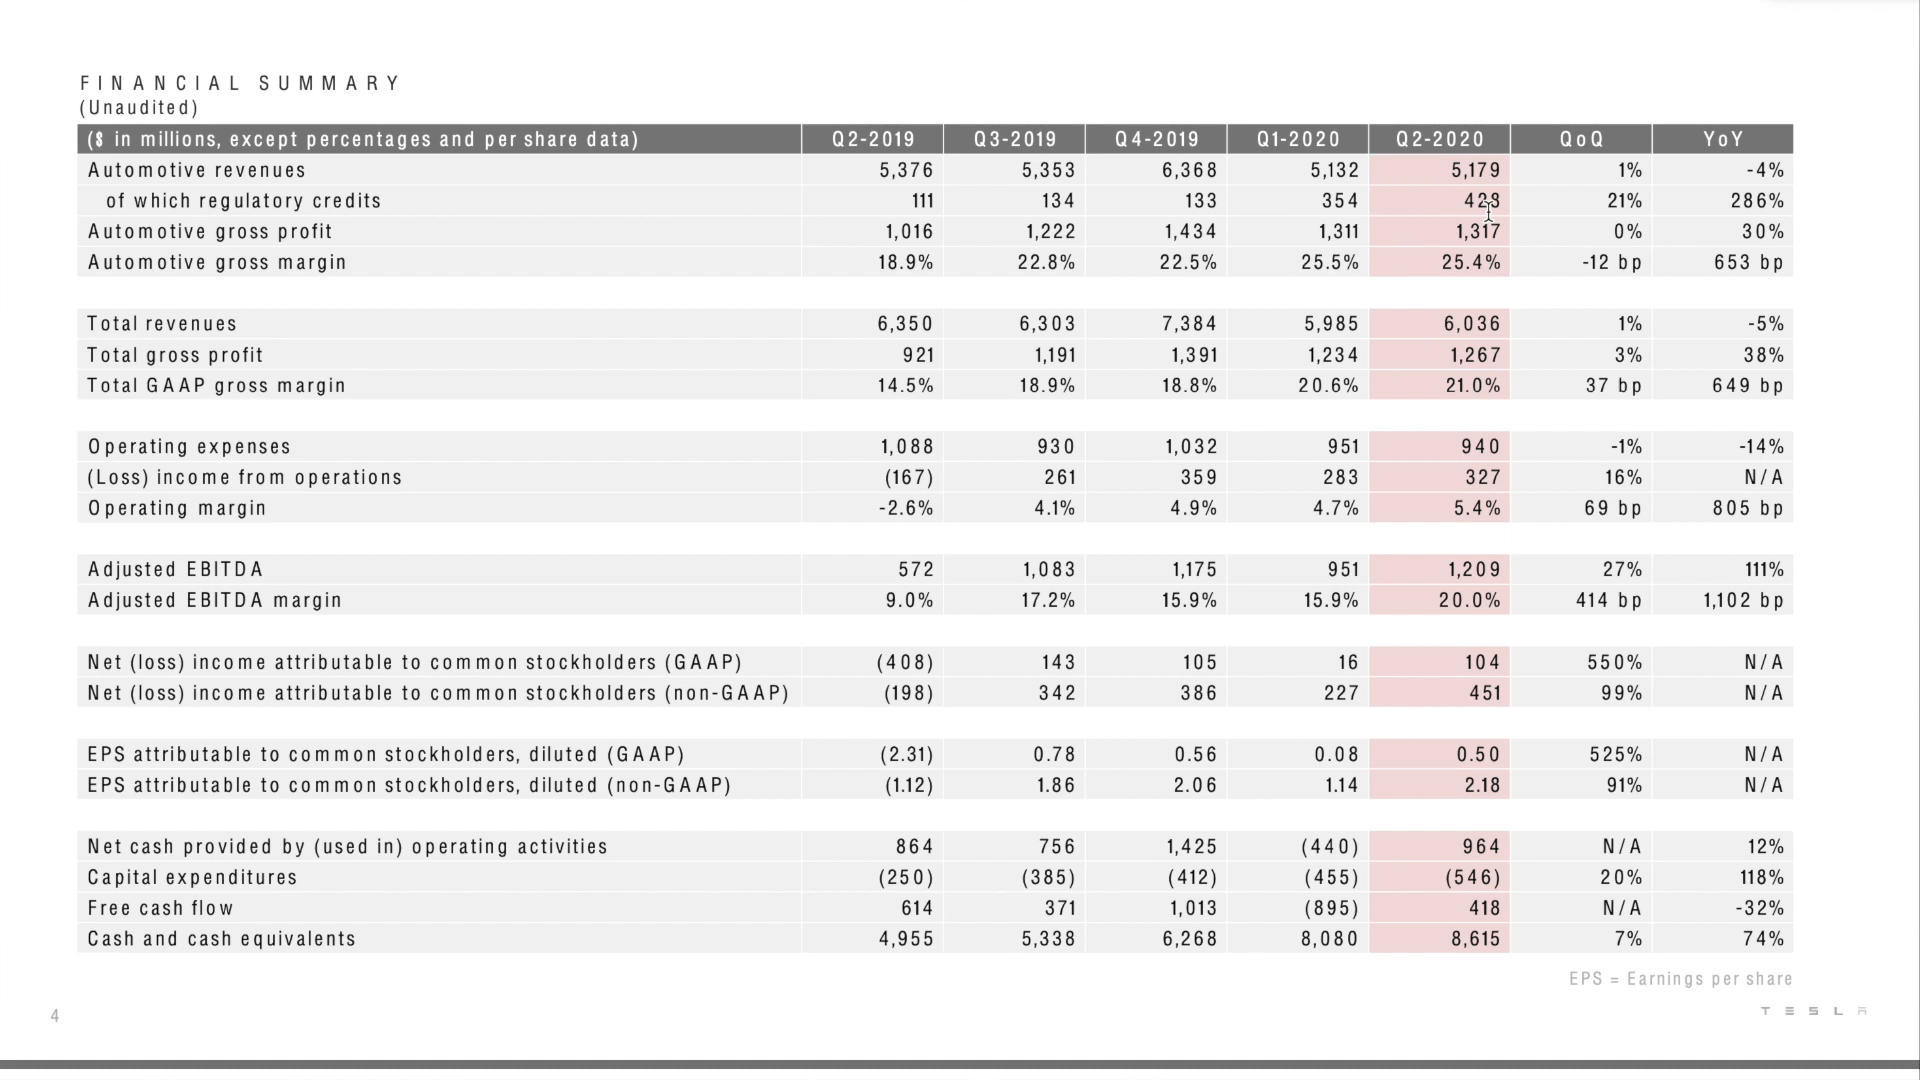 FINANCIAL SUMMARY
(Unaudited)
($ in millions, except percentages and per share data) Q2-2019 Q3-2019 Q4-2019 Q1-2020 Q2-2020 QoQ YoY
Automotive revenues 5,376 5,353 6,368 5,132 5,179 1% -4%
of which regulatory credits 111 134 133 354 428 21% 286%
Automotive gross profit 1,016 1,222 1,434 1,311 1,317 0% 30%
Automotive gross margin 18.9% 22.8% 22.5% 25.5% 25.4% -12 bp 653 bp
Total revenues 6,350 6,303 7,384 5,985 6,036 1% -5%
Total gross profit 921 1,191 1,391 1,234 1,267 3% 38%
Total GAAP gross margin 14.5% 18.9% 18.8% 20.6% 21.0% 37 bp 649 bp
Operating expenses 1,088 930 1,032 951 940 -1% -14%
(Loss) income from operations (167) 261 359 283 327 16% N/A
Operating margin -2.6% 4.1% 4.9% 4.7% 5.4% 69 bp 805 bp
Adjusted EBITDA 572 1,083 1,175 951 1,209 27% 111%
Adjusted EBITDA margin 9.0% 17.2% 15.9% 15.9% 20.0% 414 bp 1,102 bp
Net (loss) income attributable to common stockholders (GAAP) (408) 143 105 16 104 550% N/A
Net (loss) income attributable to common stockholders (non-GAAP) (198) 342 386 227 451 99% N/A
EPS attributable to common stockholders, diluted (GAAP) (2.31) 0.78 0.56 0.08 0.50 525% N/A
EPS attributable to common stockholders, diluted (non-GAAP) (1.12) 1.86 2.06 1.14 2.18 91% N/A
Net cash provided by (used in) operating activities 864 756 1,425 (440) 964 N/A 12%
Capital expenditures (250) (385) (412) (455) (546) 20% 118%
Free cash flow 614 371 1,013 (895) 418 N/A -32%
Cash and cash equivalents 4,955 5,338 6,268 8,080 8,615 7% 74%
EPS = Earnings per share
4 TESLA